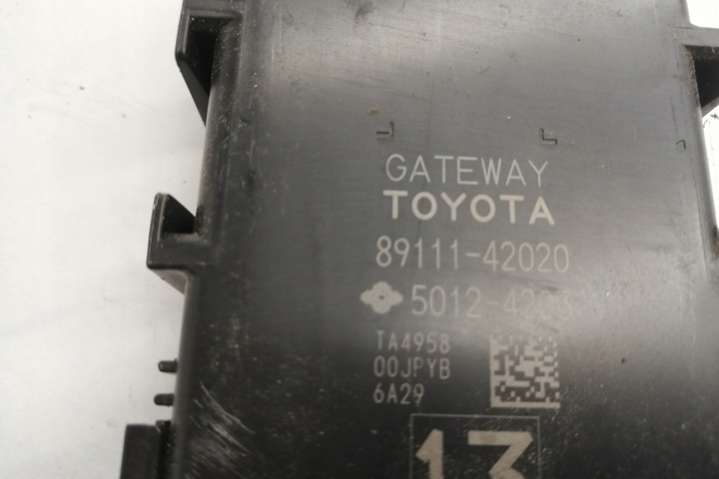 GATEWAY
TOYOTA
89111-42020
TA4958
00JPYB
6A29
13